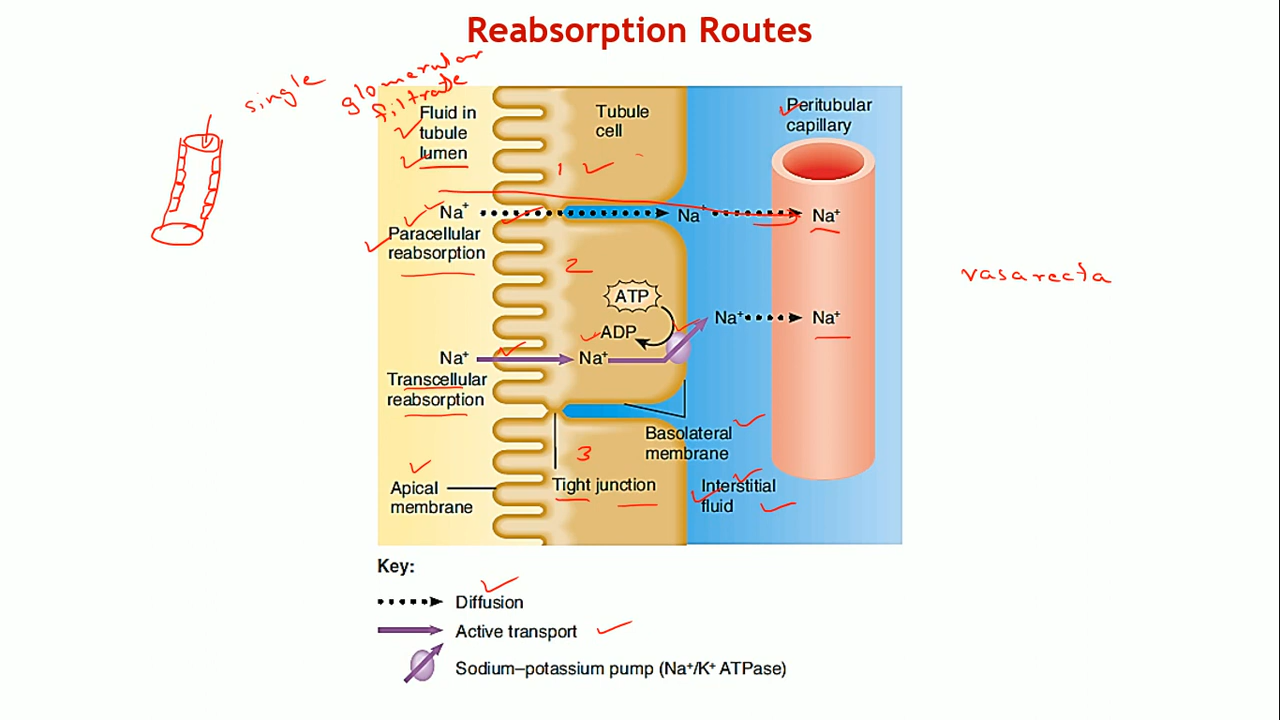 Reabsorption Routes
single
glomerular
filtrate
Fluid in
tubule
lumen
Tubule
cell
Peritubular
capillary
1
Na⁺
Na⁺
Na⁺
Paracellular
reabsorption
2
vasarecta
ATP
ADP
Na⁺
Na⁺
Na⁺
Na⁺
Transcellular
reabsorption
Basolateral
membrane
3
Apical
membrane
Tight junction
Interstitial
fluid
Key:
Diffusion
Active transport
Sodium–potassium pump (Na⁺/K⁺ ATPase)